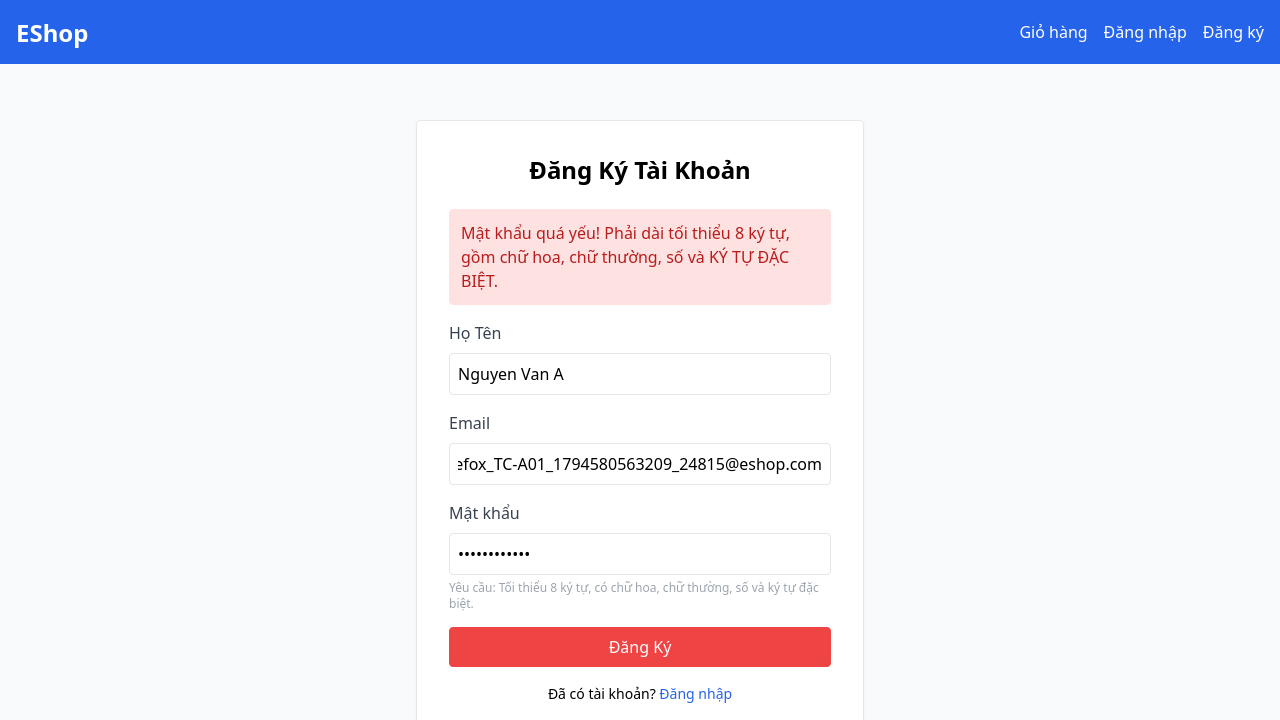 EShop
Giỏ hàng
Đăng nhập
Đăng ký
Đăng Ký Tài Khoản
Mật khẩu quá yếu! Phải dài tối thiểu 8 ký tự,
gồm chữ hoa, chữ thường, số và KÝ TỰ ĐẶC
BIỆT.
Họ Tên
Nguyen Van A
Email
efox_TC-A01_1794580563209_24815@eshop.com
Mật khẩu
••••••••••••
Yêu cầu: Tối thiểu 8 ký tự, có chữ hoa, chữ thường, số và ký tự đặc
biệt.
Đăng Ký
Đã có tài khoản? Đăng nhập